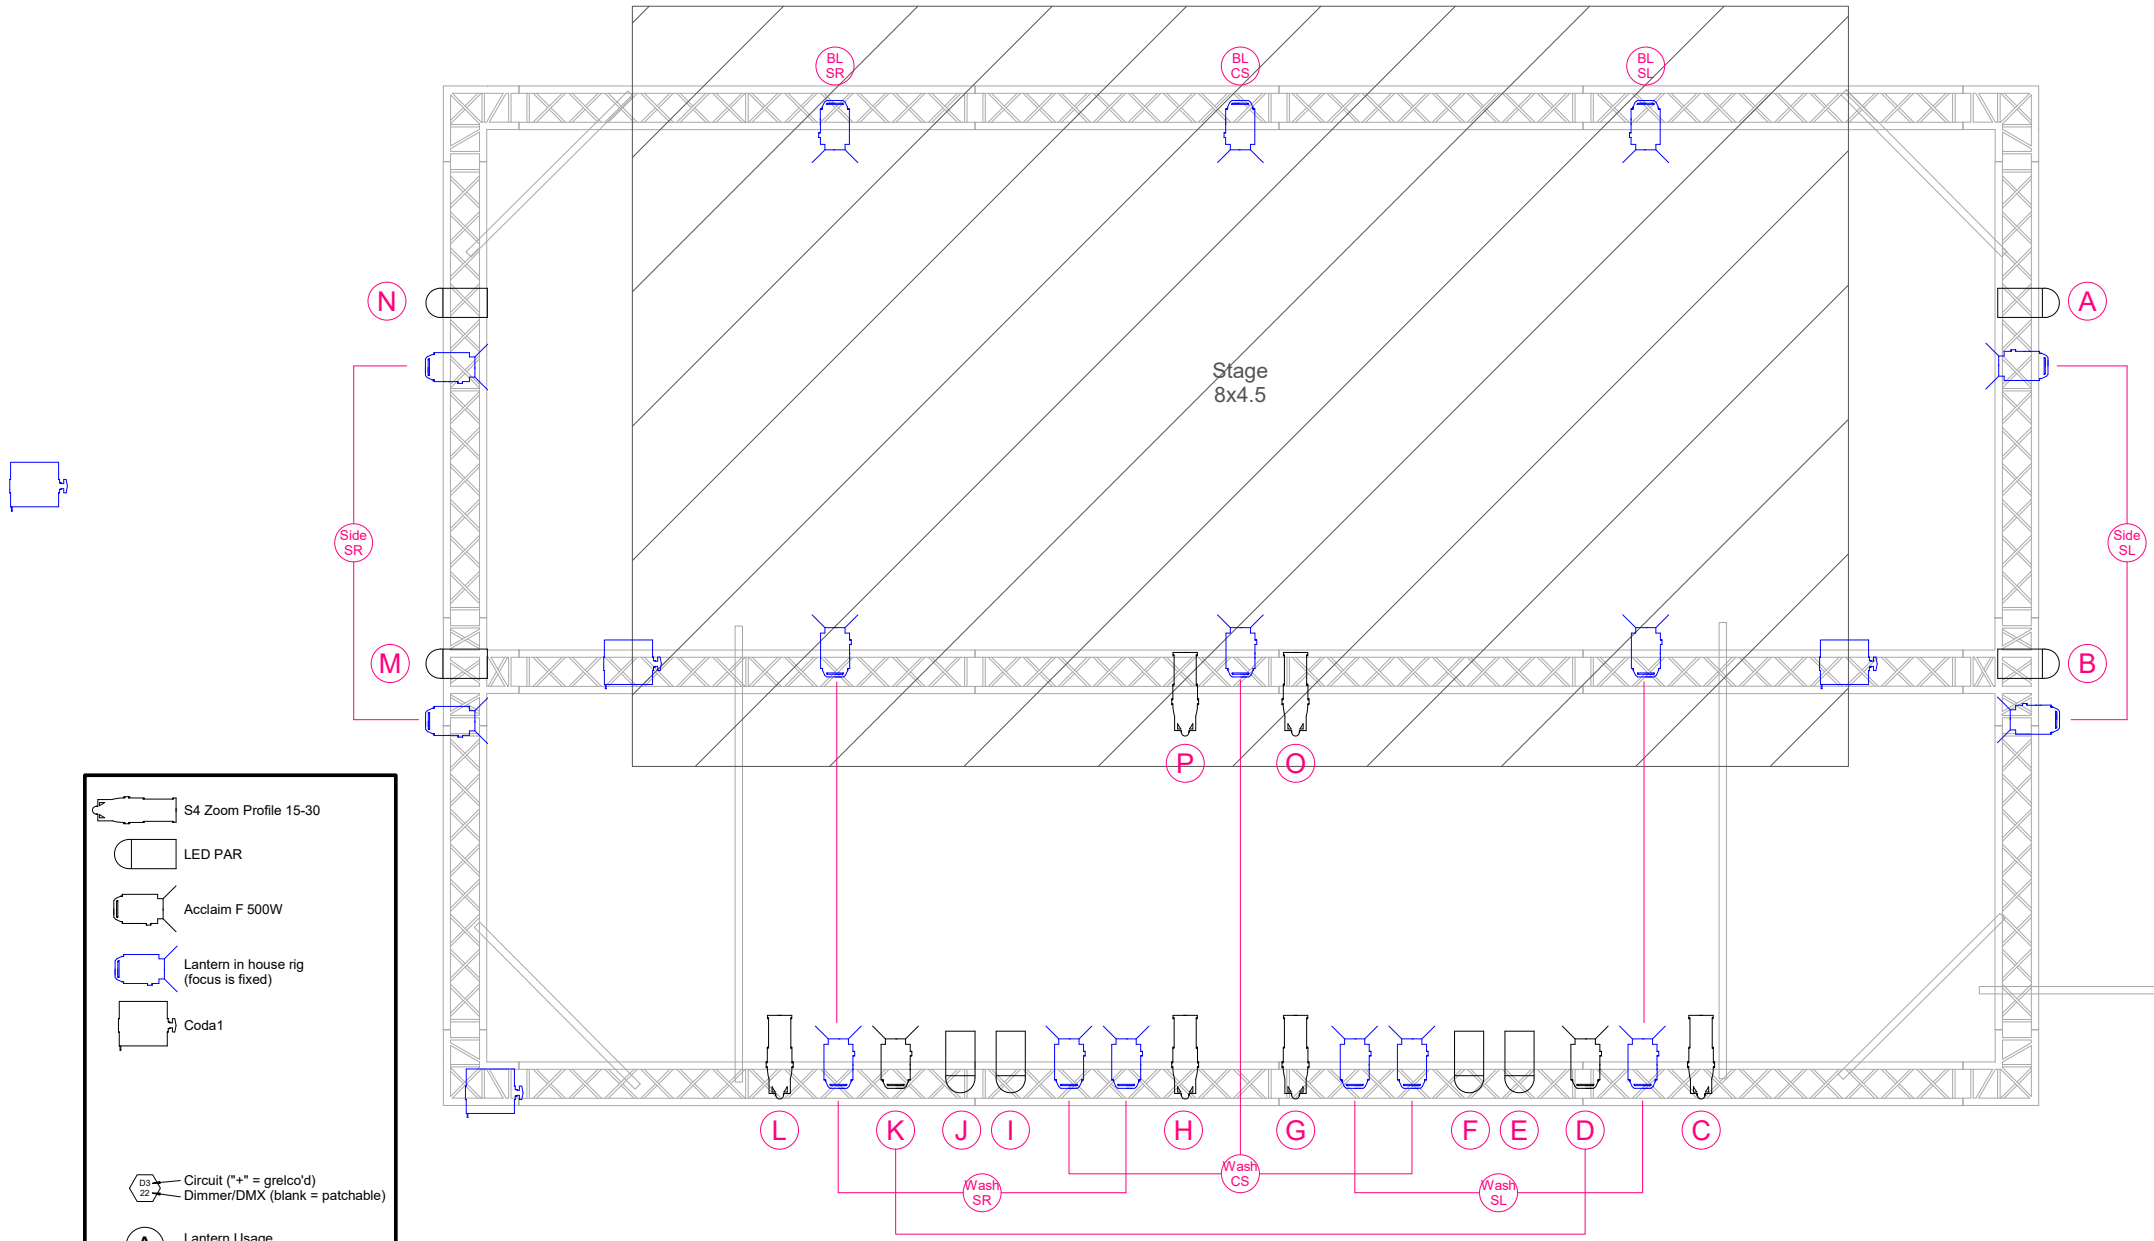 BL
SR
BL
CS
BL
SL
N
A
Stage
8x4.5
Side
SR
Side
SL
M
B
P
O
S4 Zoom Profile 15-30
LED PAR
Acclaim F 500W
Lantern in house rig
(focus is fixed)
Coda1
L
K
J
I
H
G
F
E
D
C
Wash
CS
Wash
SR
Wash
SL
D3
22
Circuit ("+" = grelco'd)
Dimmer/DMX (blank = patchable)
A
Lantern Usage